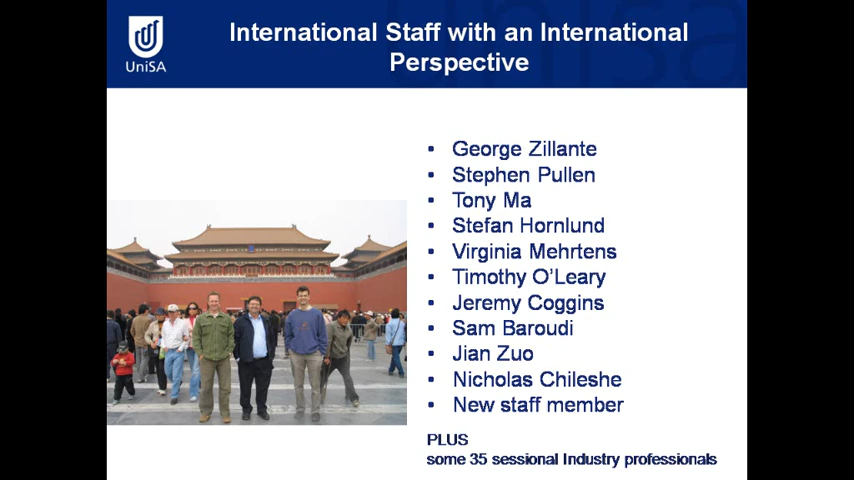 UniSA
International Staff with an International
Perspective
• George Zillante
• Stephen Pullen
• Tony Ma
• Stefan Hornlund
• Virginia Mehrtens
• Timothy O'Leary
• Jeremy Coggins
• Sam Baroudi
• Jian Zuo
• Nicholas Chileshe
• New staff member
PLUS
some 35 sessional Industry professionals